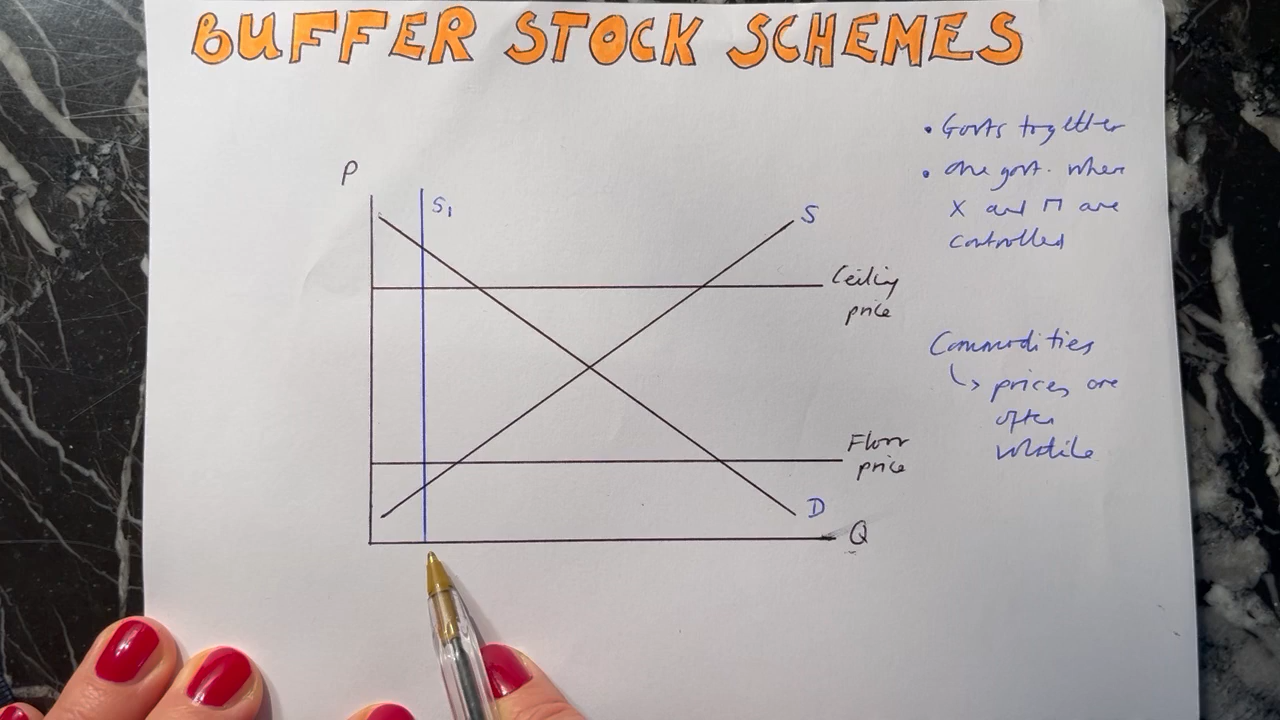 BUFFER STOCK SCHEMES
• Govts together
• One govt. when
X and M are
controlled
P
S₁
S
Ceiling
price
Commodities
↳ prices are
often
volatile
Floor
price
D
Q